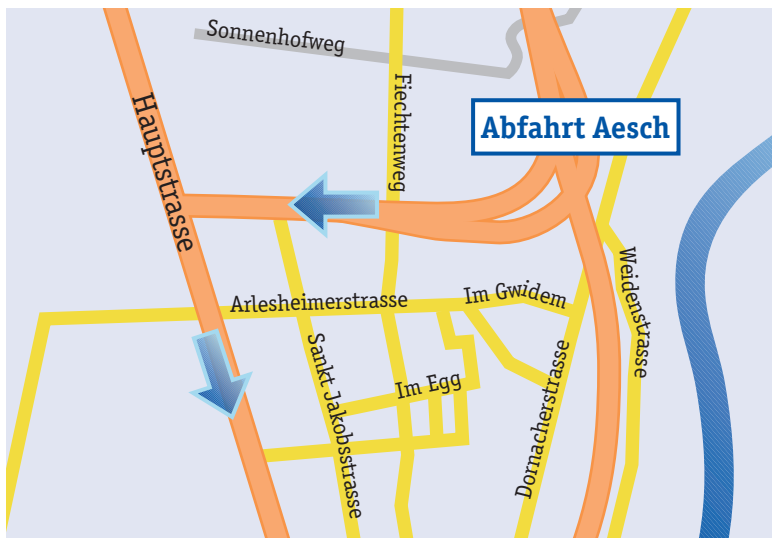 Sonnenhofweg
Fiechtenweg
Hauptstrasse
Abfahrt Aesch
Weidenstrasse
Im Gwidem
Arlesheimerstrasse
Sankt Jakobsstrasse
Im Egg
Dornacherstrasse